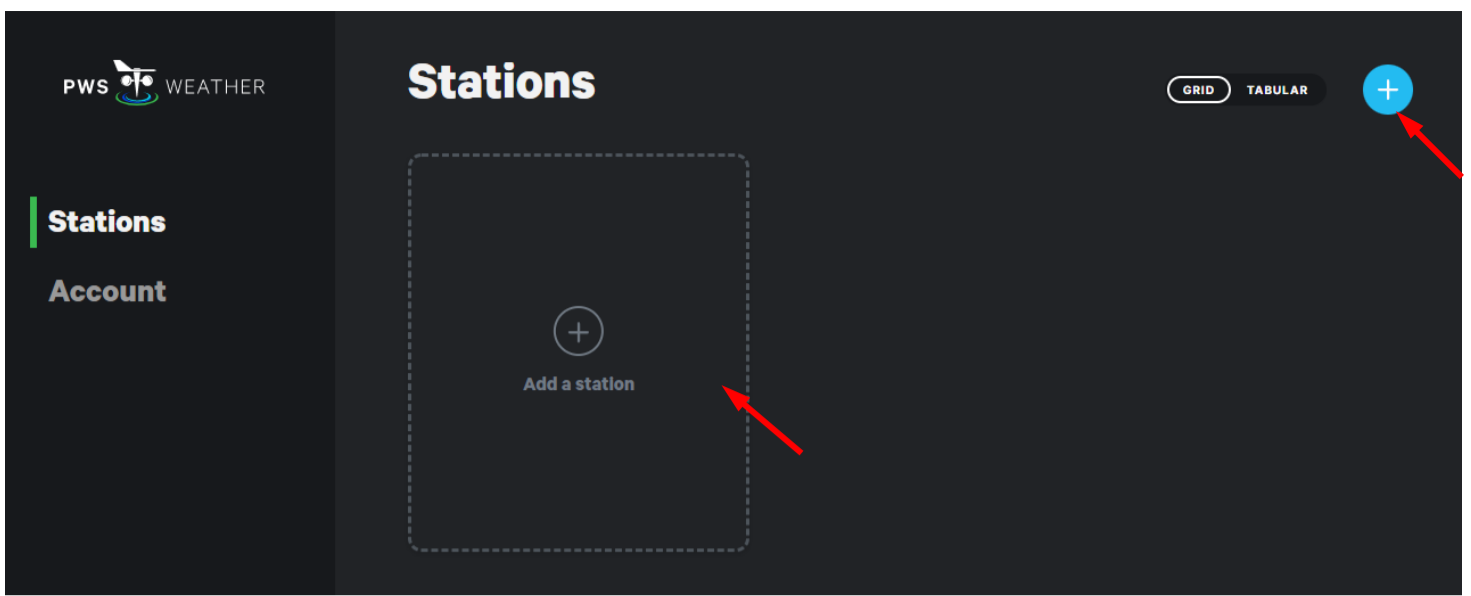 PWS WEATHER
Stations
GRID TABULAR
Stations
Account
Add a station